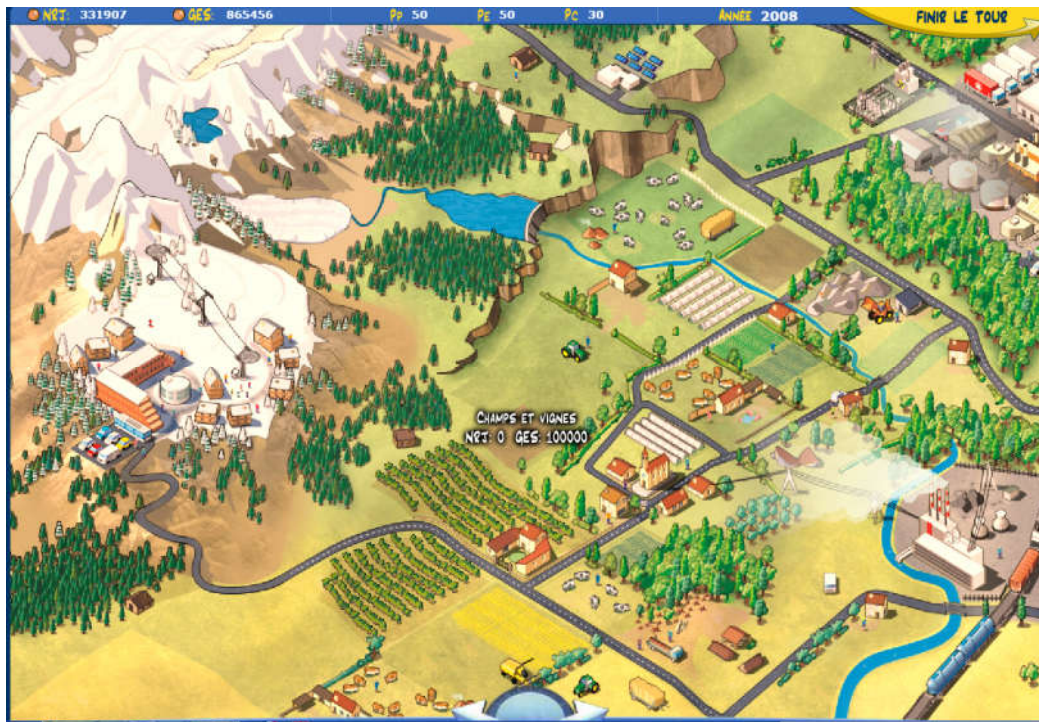 NRJ: 331907 GES: 865456 PP 50 PE 50 PC 30 ANNÉE 2008 FINIR LE TOUR
CHAMPS ET VIGNES
NRJ: 0 GES: 100000